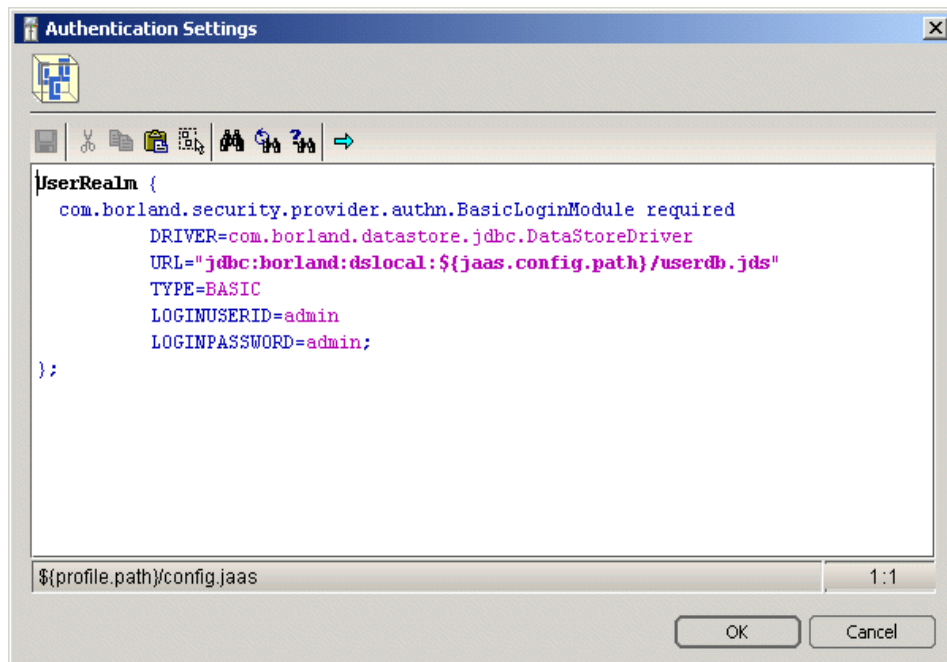 Authentication Settings
UserRealm {
com.borland.security.provider.authn.BasicLoginModule required
DRIVER=com.borland.datastore.jdbc.DataStoreDriver
URL="jdbc:borland:dslocal:${jaas.config.path}/userdb.jds"
TYPE=BASIC
LOGINUSERID=admin
LOGINPASSWORD=admin;
};
${profile.path}/config.jaas 1:1
OK Cancel